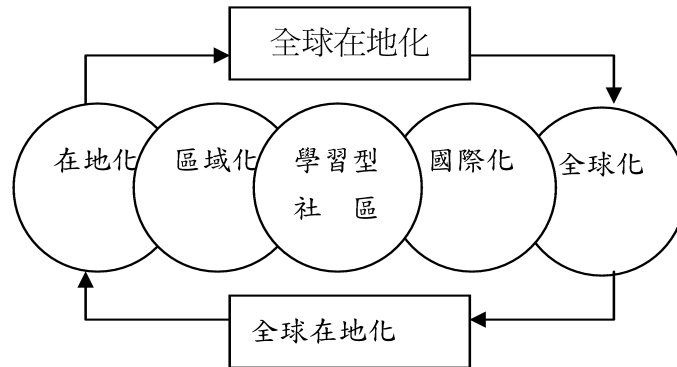 全球在地化
在地化
區域化
學習型
社　區
國際化
全球化
全球在地化